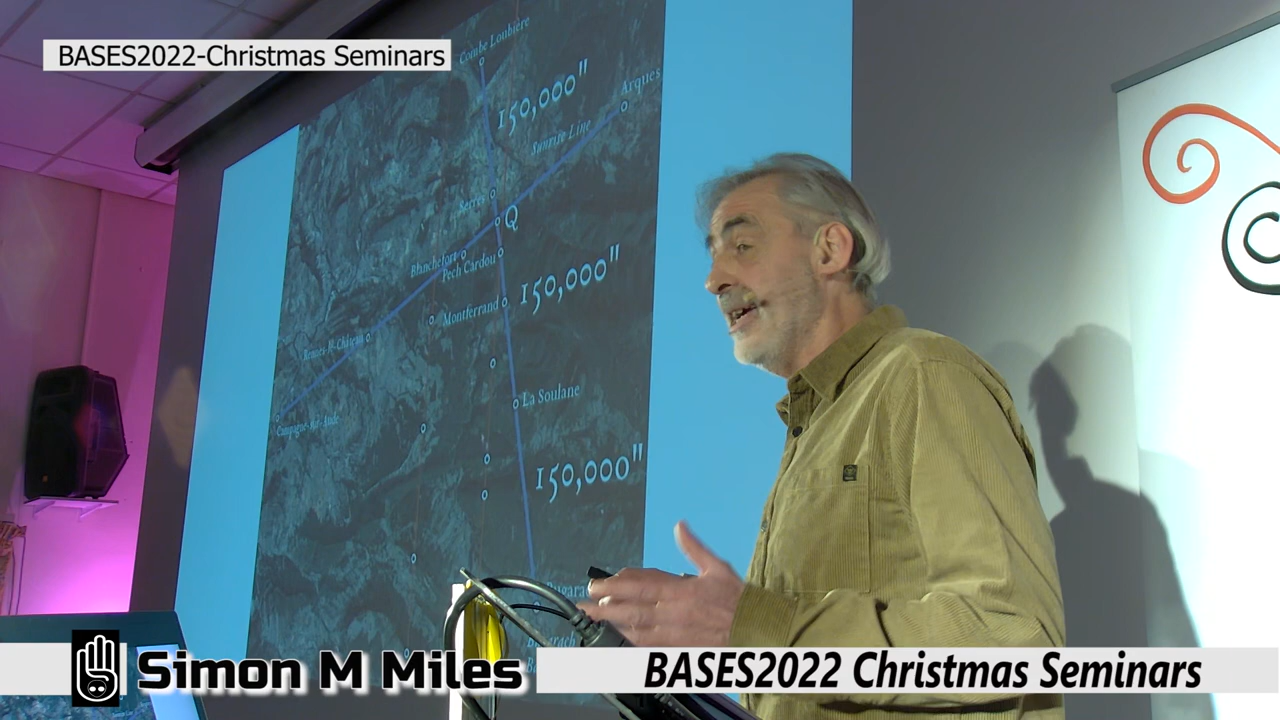 BASES2022-Christmas Seminars
Combe Loubière
150,000"
Arques
Sunrise Line
Serres
Q
Blanchefort
Pech Cardou
150,000"
Montferrand
Rennes-le-Château
La Soulane
Campagne-sur-Aude
150,000"
Simon M Miles
BASES2022 Christmas Seminars